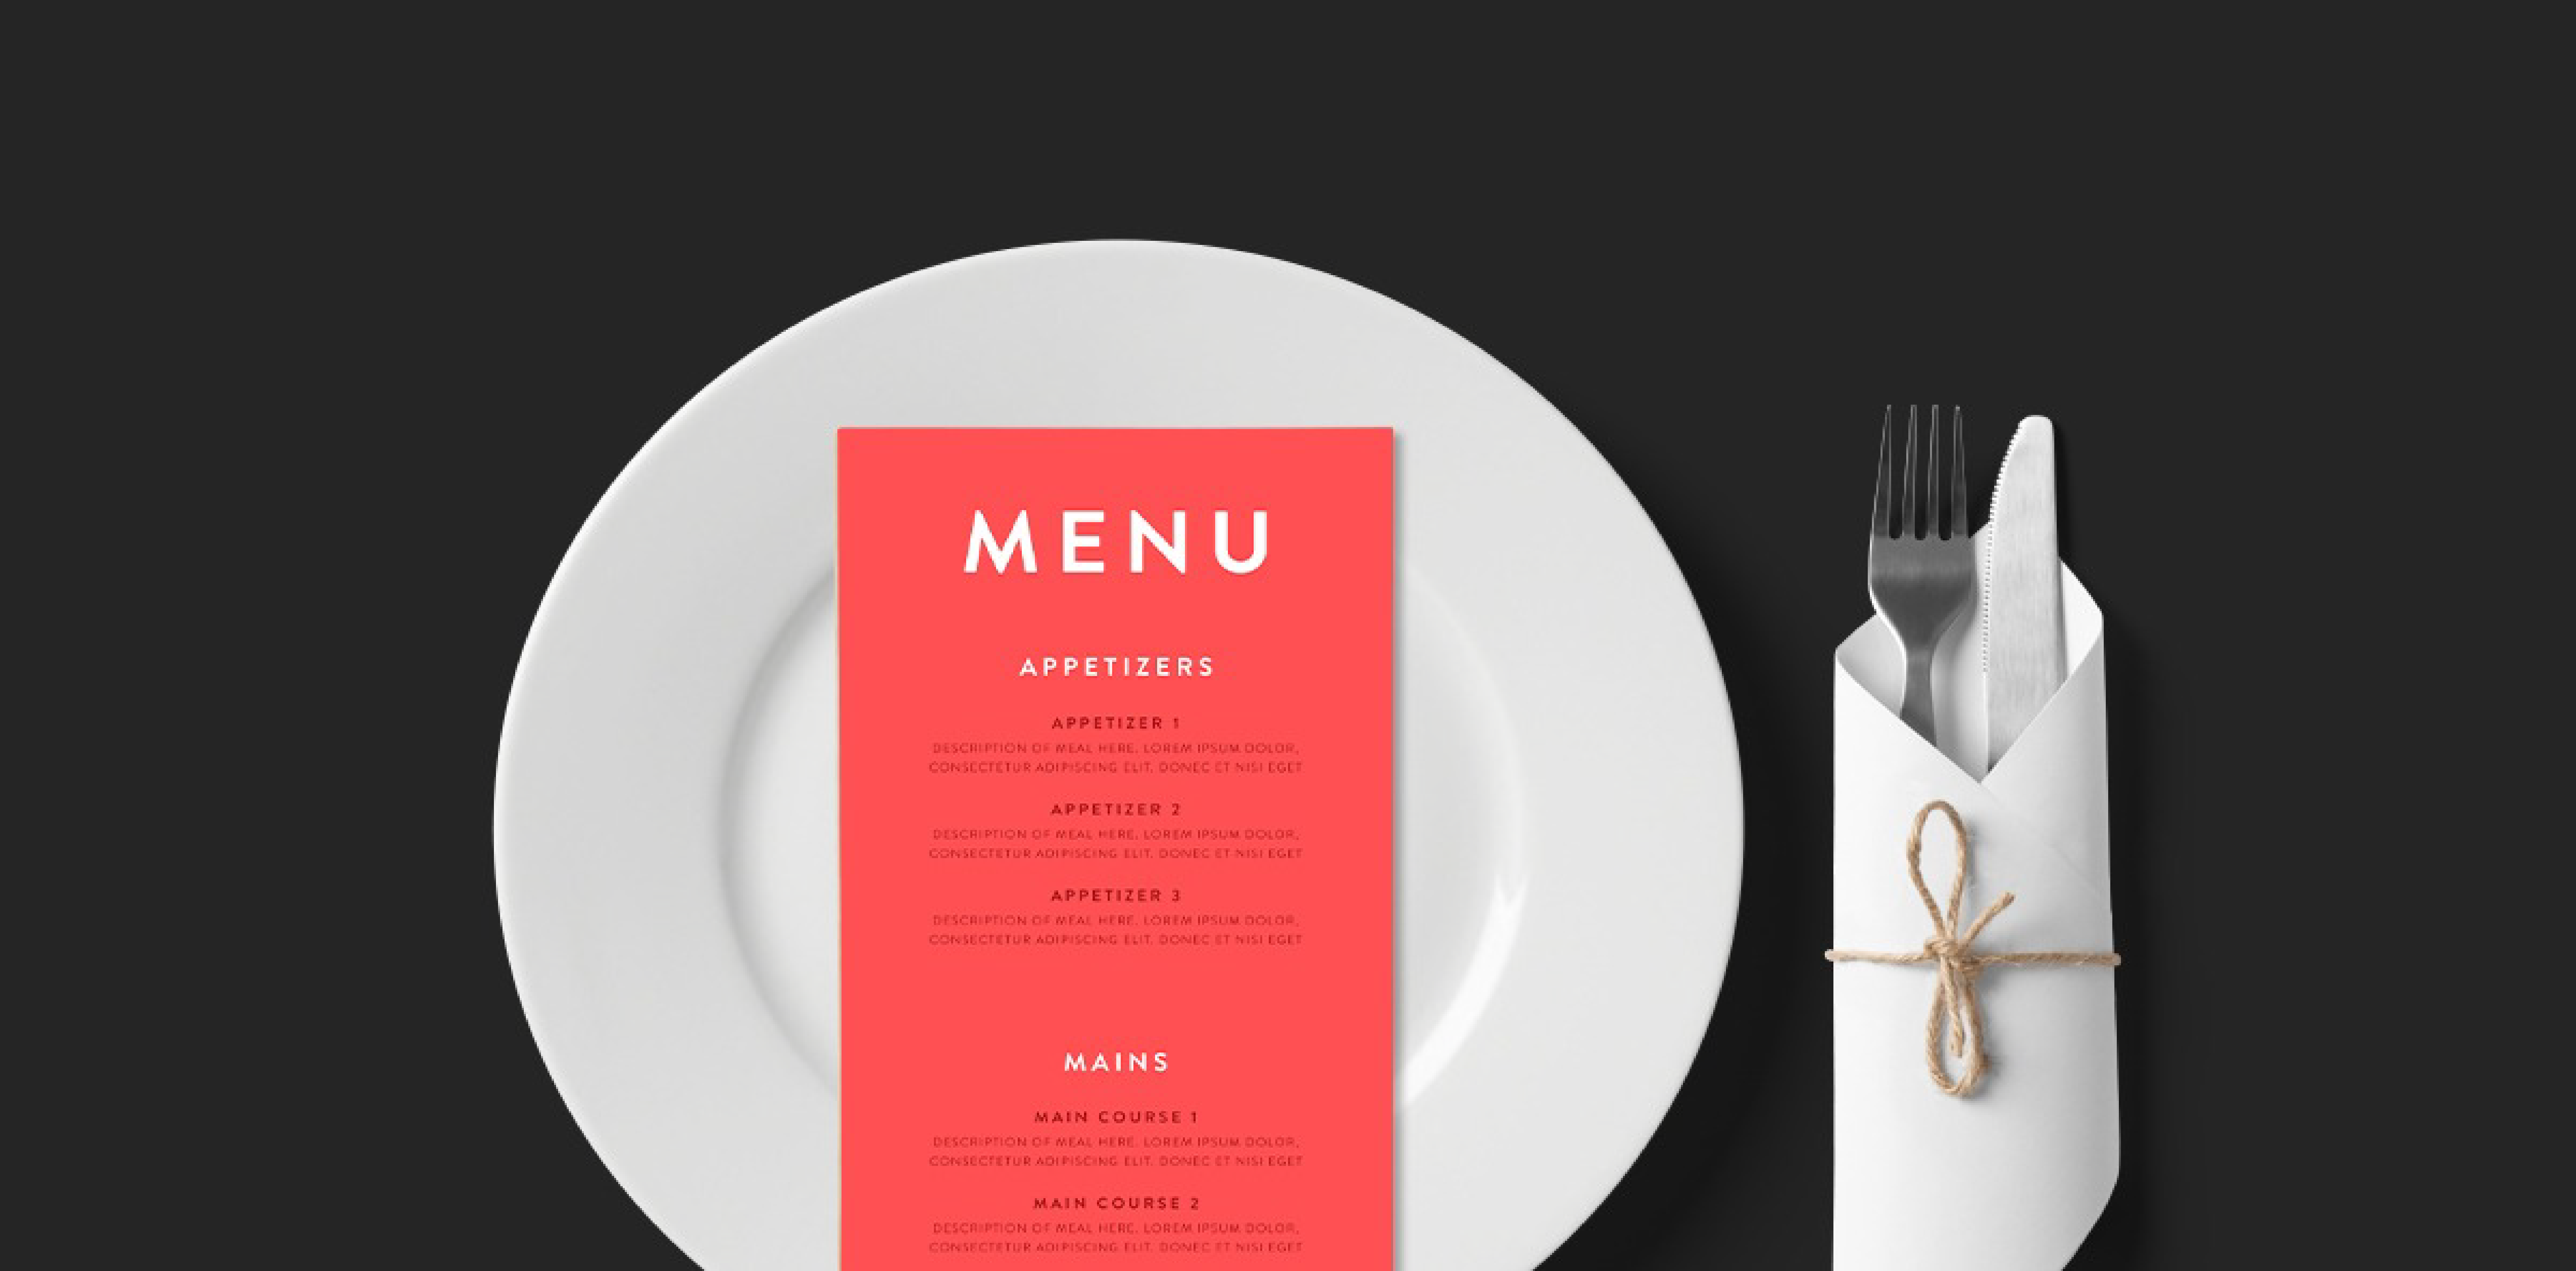 MENU
APPETIZERS
APPETIZER 1
DESCRIPTION OF MEAL HERE. LOREM IPSUM DOLOR,
CONSECTETUR ADIPISCING ELIT. DONEC ET NISI EGET
APPETIZER 2
DESCRIPTION OF MEAL HERE. LOREM IPSUM DOLOR,
CONSECTETUR ADIPISCING ELIT. DONEC ET NISI EGET
APPETIZER 3
DESCRIPTION OF MEAL HERE. LOREM IPSUM DOLOR,
CONSECTETUR ADIPISCING ELIT. DONEC ET NISI EGET
MAINS
MAIN COURSE 1
DESCRIPTION OF MEAL HERE. LOREM IPSUM DOLOR,
CONSECTETUR ADIPISCING ELIT. DONEC ET NISI EGET
MAIN COURSE 2
DESCRIPTION OF MEAL HERE. LOREM IPSUM DOLOR,
CONSECTETUR ADIPISCING ELIT. DONEC ET NISI EGET